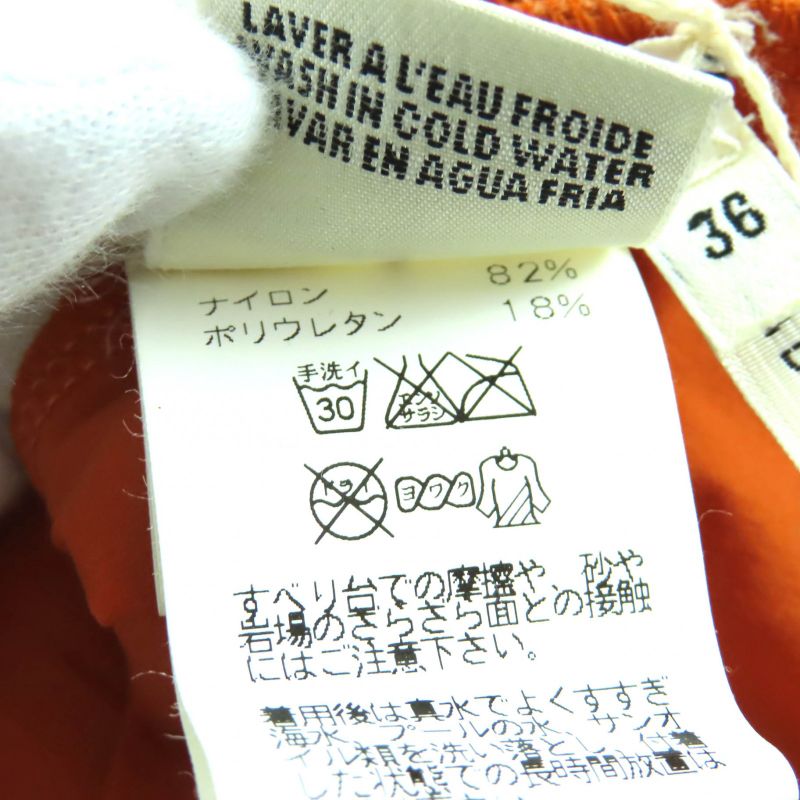 LAVER A L'EAU FROIDE
WASH IN COLD WATER
LAVAR EN AGUA FRIA
36
ナイロン 82%
ポリウレタン 18%
手洗イ
30
エンソ
サラシ
ドライ
ヨワク
すべり台での摩擦や、砂や
岩場のざらざら面との接触
にはご注意下さい。
着用後は真水でよくすすぎ
海水、プールの水、サンオ
イル類を洗い落とし、付着
した状態での長時間放置は